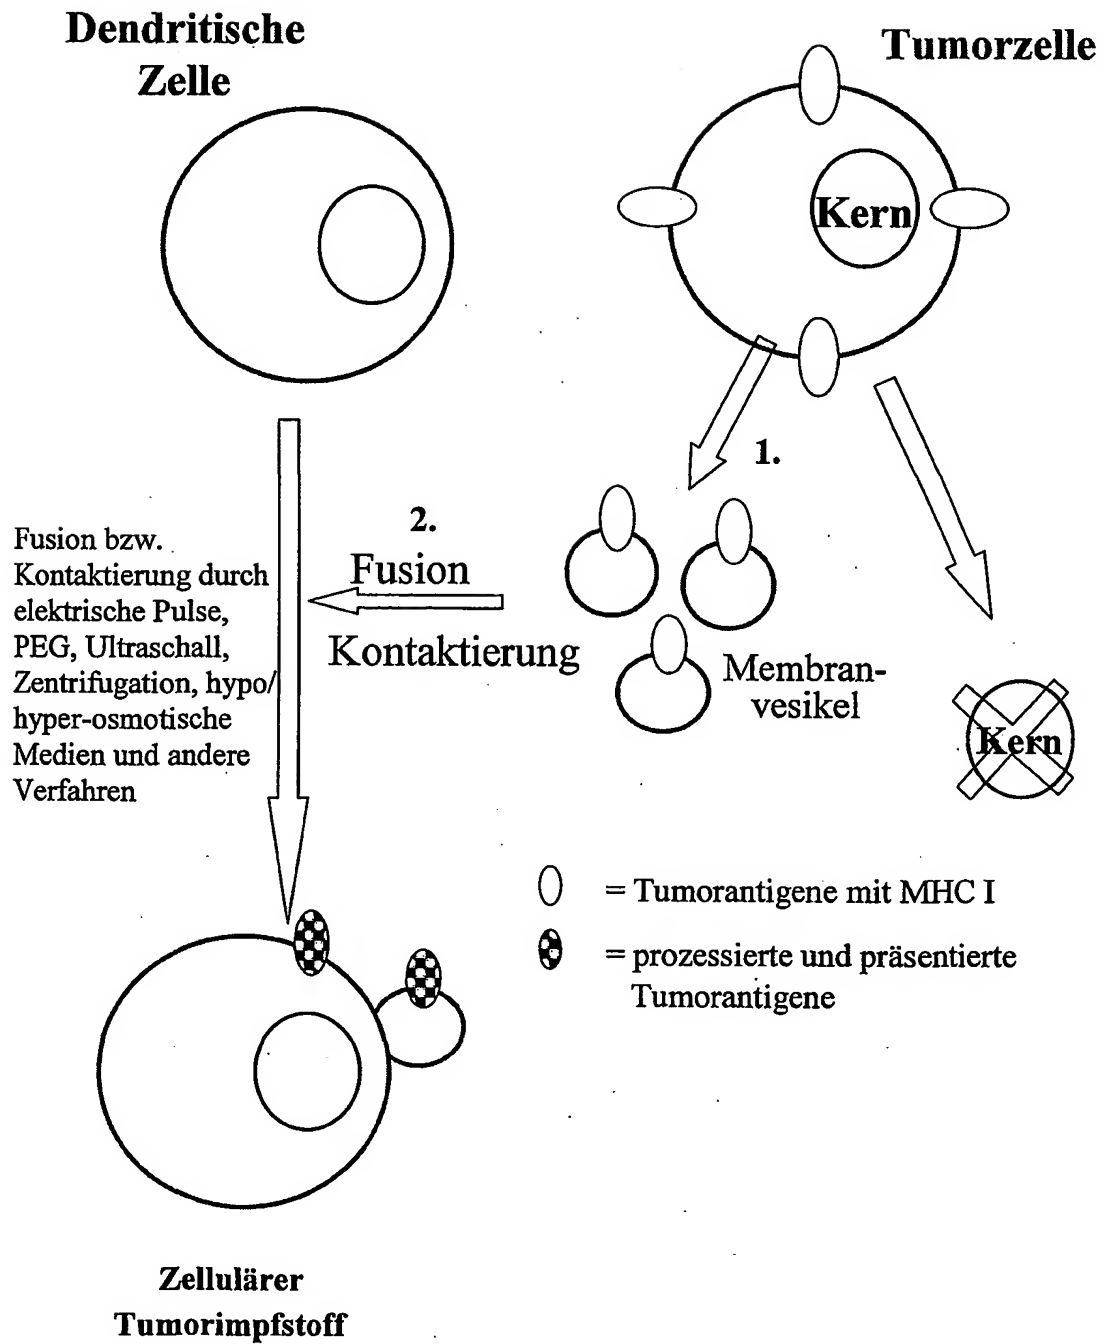 Dendritische
Zelle
Tumorzelle
Kern
1.
2.
Fusion
Kontaktierung
Fusion bzw.
Kontaktierung durch
elektrische Pulse,
PEG, Ultraschall,
Zentrifugation, hypo/
hyper-osmotische
Medien und andere
Verfahren
Membran-
vesikel
Kern
= Tumorantigene mit MHC I
= prozessierte und präsentierte
Tumorantigene
Zellulärer
Tumorimpfstoff